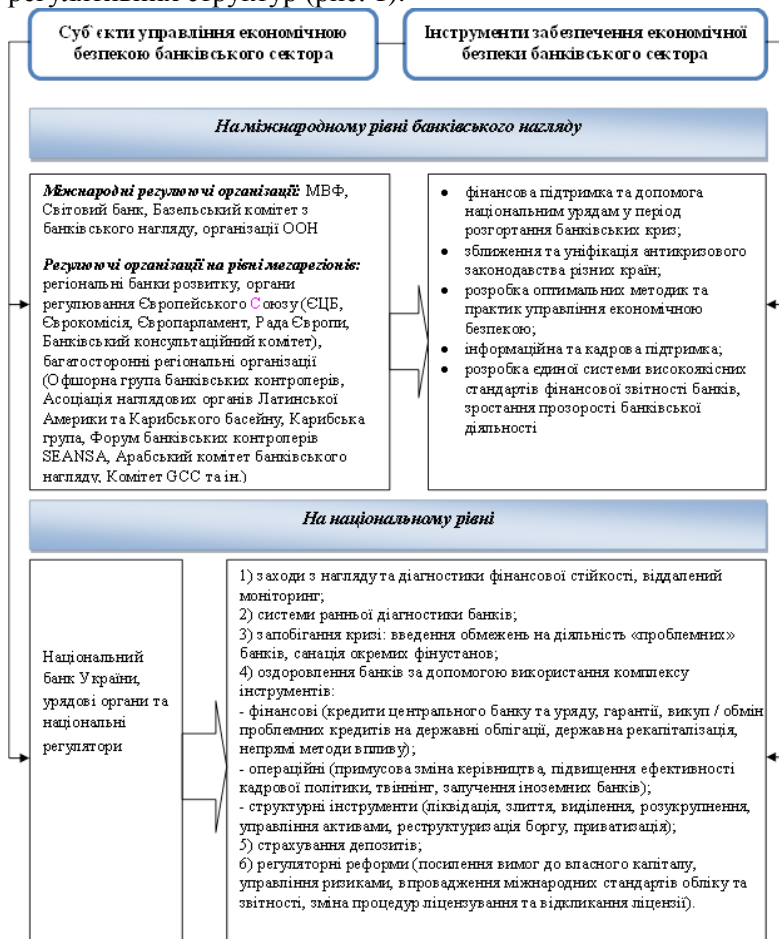 регулятивних структур (рис. 1).
Суб`єкти управління економічною
безпекою банківського сектора
Інструменти забезпечення економічної
безпеки банківського сектора
На міжнародному рівні банківського нагляду
Міжнародні регулюючі організації: МВФ,
Світовий банк, Базельський комітет з
банківського нагляду, організації ООН
Регулюючі організації на рівні мегарегіонів:
регіональні банки розвитку, органи
регулювання Європейського Союзу (ЄЦБ,
Єврокомісія, Європарламент, Рада Європи,
Банківський консультаційний комітет),
багатосторонні регіональні організації
(Офшорна група банківських контролерів,
Асоціація наглядових органів Латинської
Америки та Карибського басейну, Карибська
група, Форум банківських контролерів
SEANSA, Арабський комітет банківського
нагляду, Комітет GCC та ін.)
● фінансова підтримка та допомога
національним урядам у період
розгортання банківських криз;
● зближення та уніфікація антикризового
законодавства різних країн;
● розробка оптимальних методик та
практик управління економічною
безпекою;
● інформаційна та кадрова підтримка;
● розробка єдиної системи високоякісних
стандартів фінансової звітності банків,
зростання прозорості банківської
діяльності
На національному рівні
Національний
банк України,
урядові органи та
національні
регулятори
1) заходи з нагляду та діагностики фінансової стійкості, віддалений
моніторинг;
2) системи ранньої діагностики банків;
3) запобігання кризі: введення обмежень на діяльність «проблемних»
банків, санація окремих фінустанов;
4) оздоровлення банків за допомогою використання комплексу
інструментів:
- фінансові (кредити центрального банку та уряду, гарантії, викуп / обмін
проблемних кредитів на державні облігації, державна рекапіталізація,
непрямі методи впливу);
- операційні (примусова зміна керівництва, підвищення ефективності
кадрової політики, твіннінг, залучення іноземних банків);
- структурні інструменти (ліквідація, злиття, виділення, розукрупнення,
управління активами, реструктуризація боргу, приватизація);
5) страхування депозитів;
6) регуляторні реформи (посилення вимог до власного капіталу,
управління ризиками, впровадження міжнародних стандартів обліку та
звітності, зміна процедур ліцензування та відкликання ліцензії).